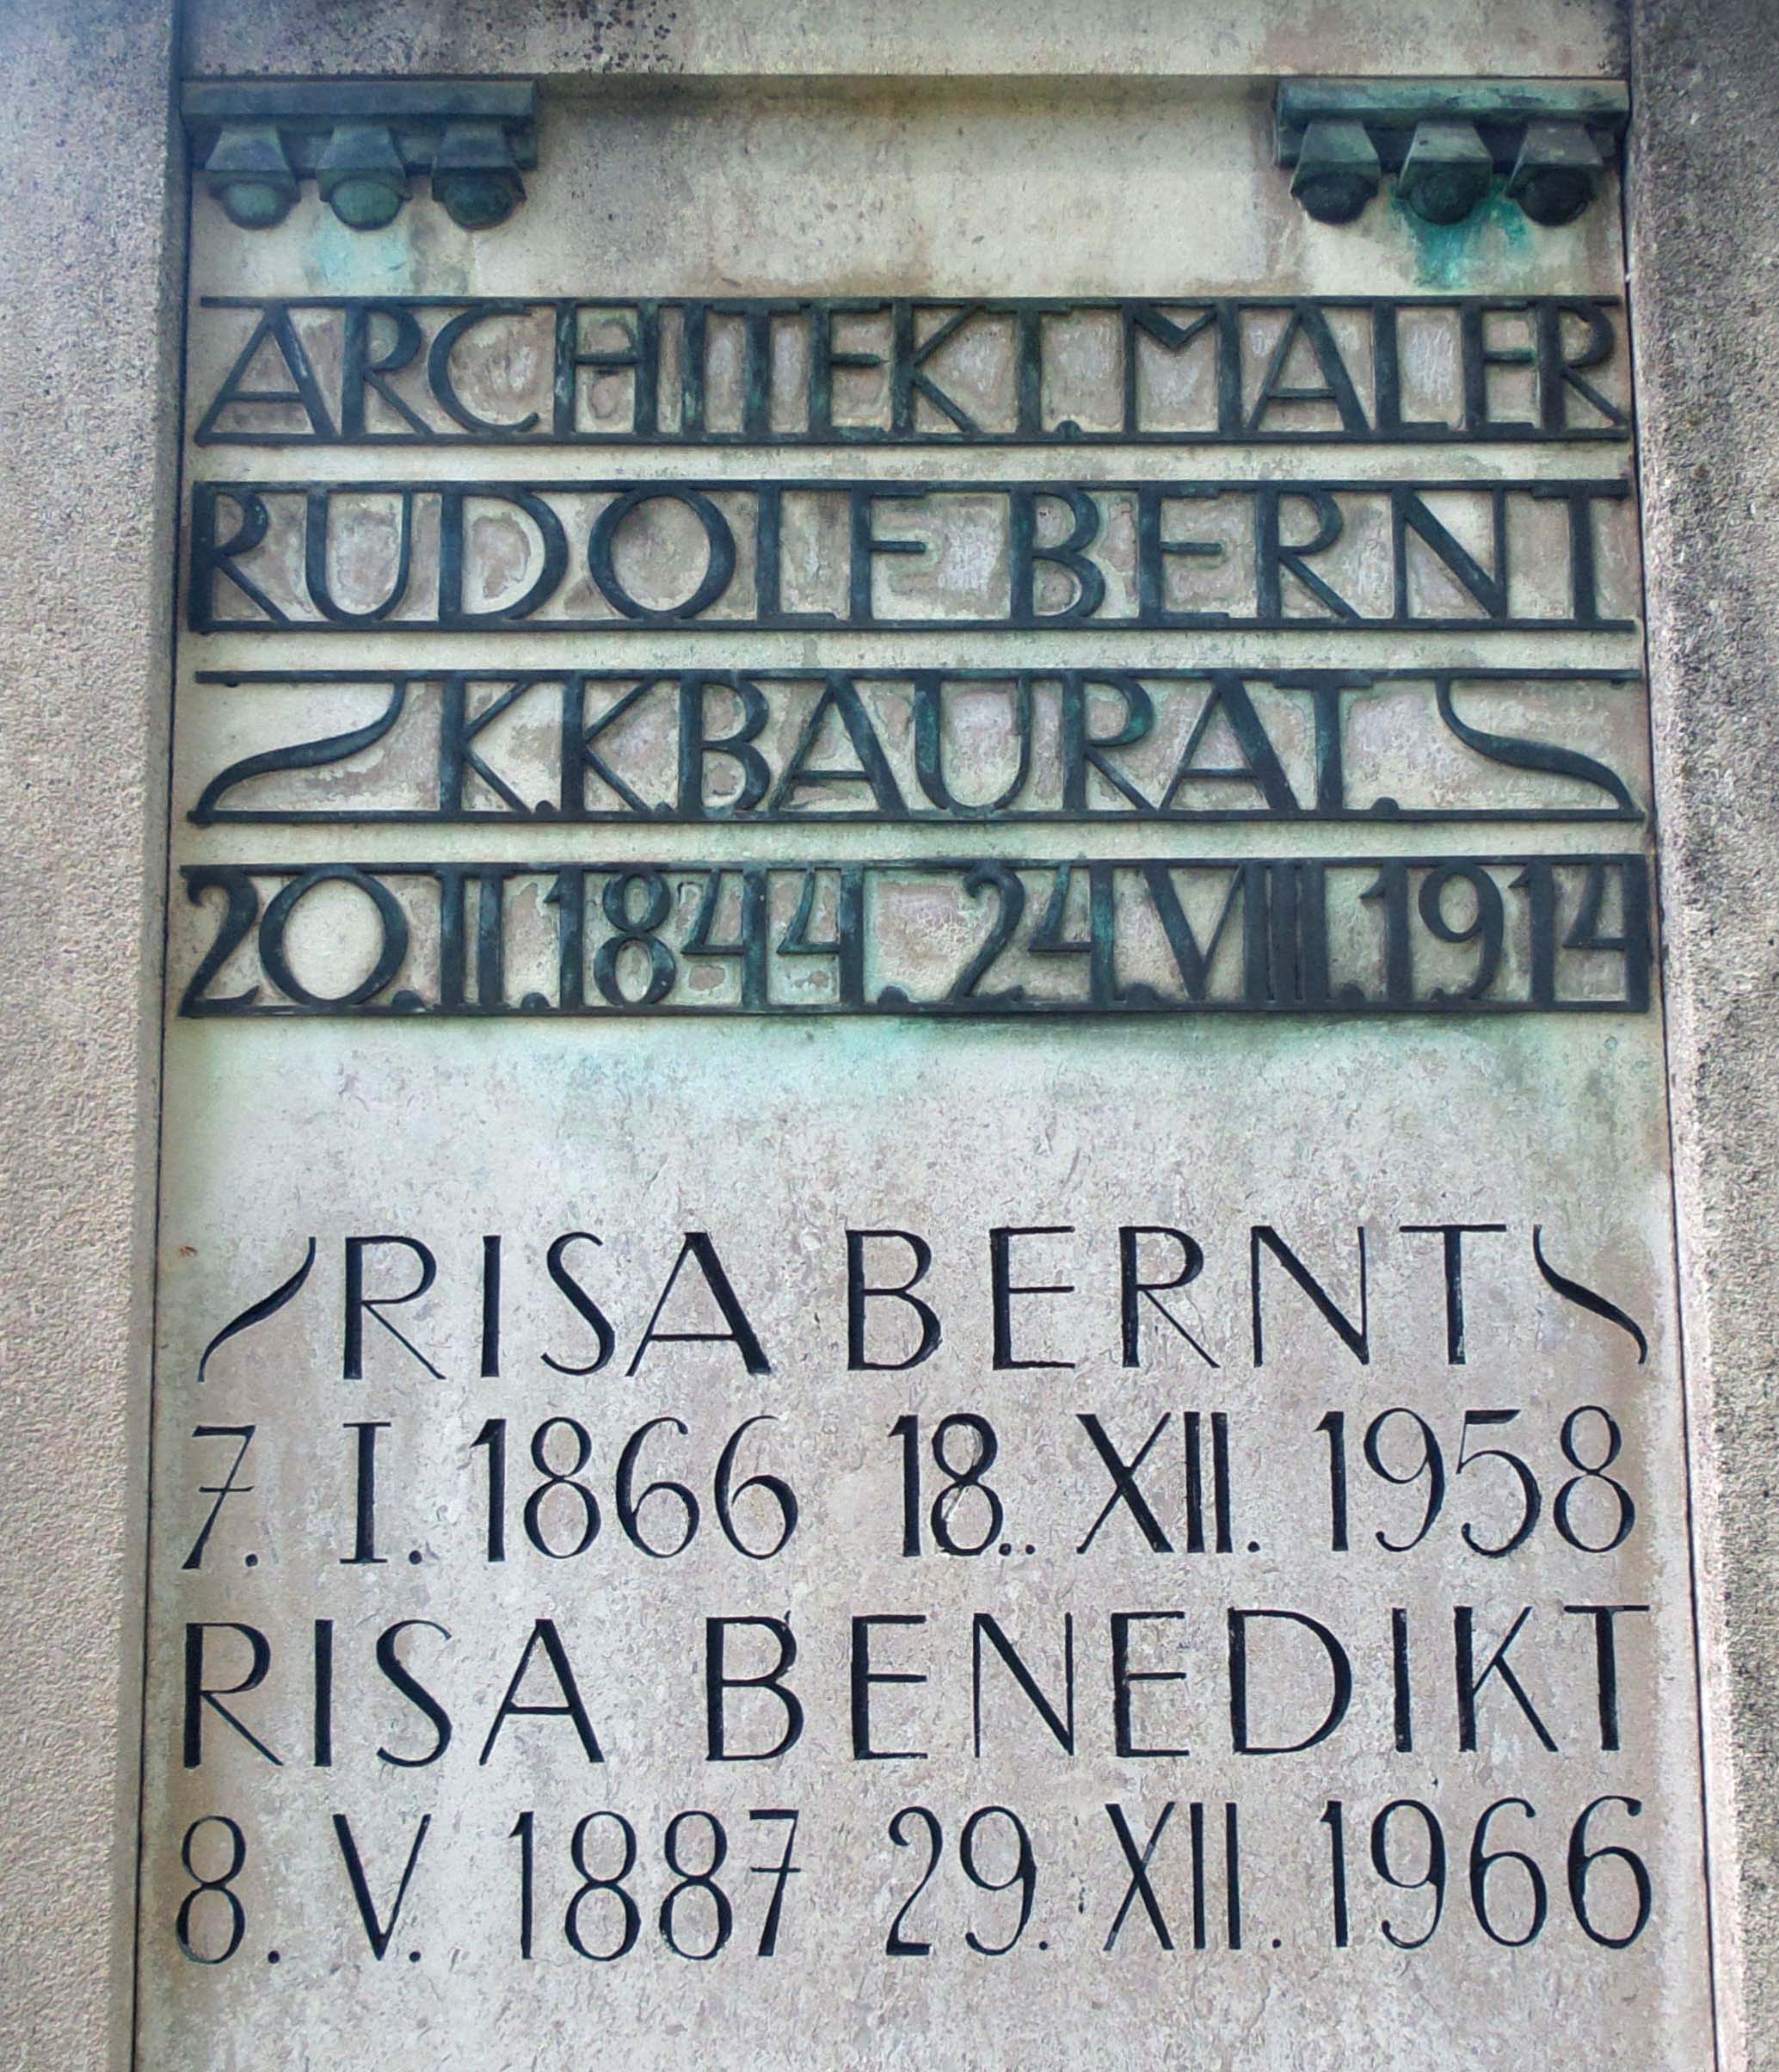 ARCHITEKT. MALER
RUDOLF BERNT
K.K.BAURAT.
20.II.1844. 24.VIII.1914
RISA BERNT
7. I. 1866 18.. XII. 1958
RISA BENEDIKT
8. V. 1887 29. XII. 1966